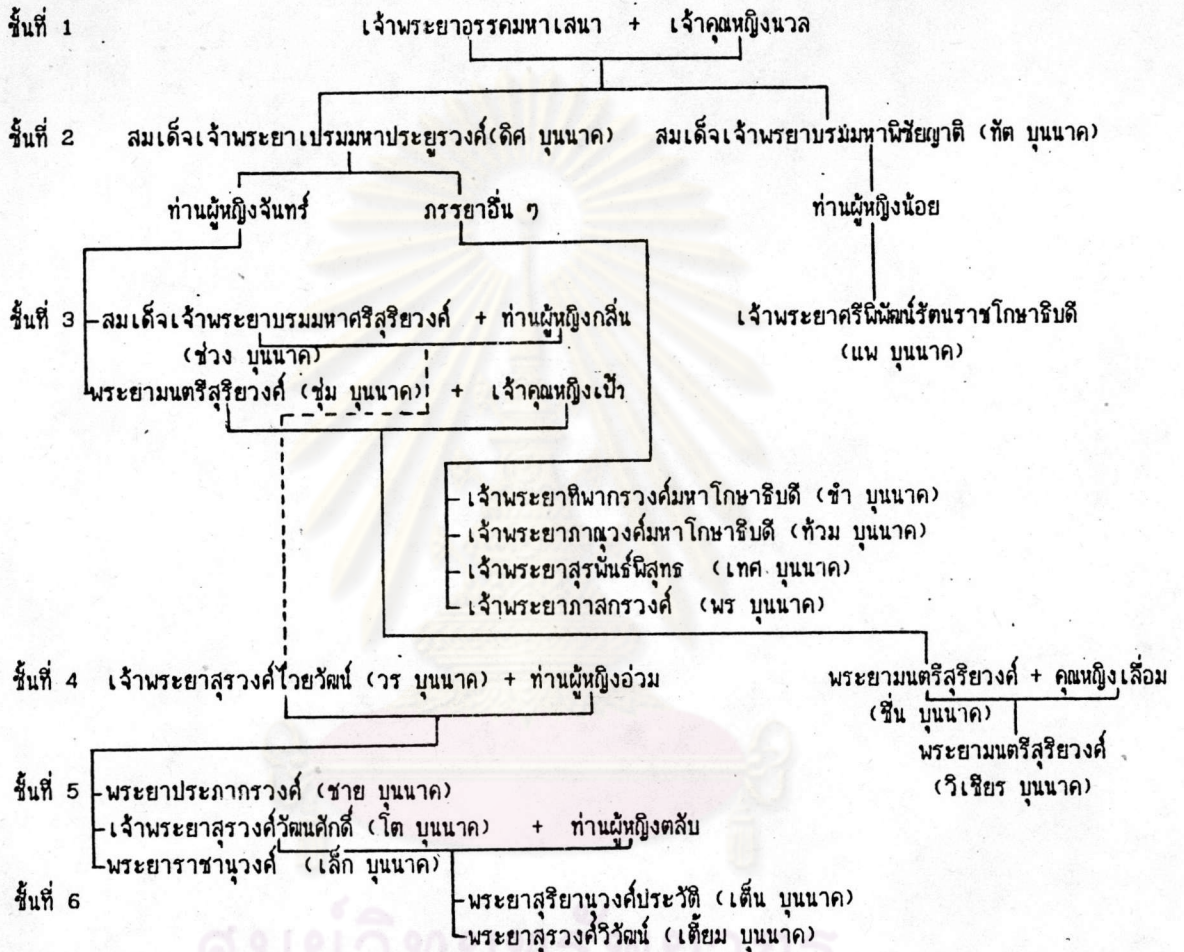 ชั้นที่ 1 เจ้าพระยาอรรคมหาเสนา + เจ้าคุณหญิงนวล
ชั้นที่ 2 สมเด็จเจ้าพระยาเปรมมหาประยูรวงศ์(ดิศ บุนนาค) สมเด็จเจ้าพรยาบรมมหาพิชัยญาติ (ทัต บุนนาค)
ท่านผู้หญิงจันทร์ ภรรยาอื่น ๆ ท่านผู้หญิงน้อย
ชั้นที่ 3 สมเด็จเจ้าพระยาบรมมหาศรีสุริยวงศ์ + ท่านผู้หญิงกลิ่น เจ้าพระยาศรีพิพัฒน์รัตนราชโกษาธิบดี
(ช่วง บุนนาค) (แพ บุนนาค)
พระยามนตรีสุริยวงศ์ (ชุ่ม บุนนาค) + เจ้าคุณหญิงเป้า
เจ้าพระยาทิพากรวงศ์มหาโกษาธิบดี (ขำ บุนนาค)
เจ้าพระยาภาณุวงศ์มหาโกษาธิบดี (ท้วม บุนนาค)
เจ้าพระยาสุรพันธ์พิสุทธ (เทศ บุนนาค)
เจ้าพระยาภาสกรวงศ์ (พร บุนนาค)
ชั้นที่ 4 เจ้าพระยาสุรวงศ์ไวยวัฒน์ (วร บุนนาค) + ท่านผู้หญิงอ่วม พระยามนตรีสุริยวงศ์ + คุณหญิงเลื่อม
(ชื่น บุนนาค)
พระยามนตรีสุริยวงศ์
(วิเชียร บุนนาค)
ชั้นที่ 5 พระยาประภากรวงศ์ (ชาย บุนนาค)
เจ้าพระยาสุรวงศ์วัฒนศักดิ์ (โต บุนนาค) + ท่านผู้หญิงตลับ
พระยาราชานุวงศ์ (เล็ก บุนนาค)
ชั้นที่ 6 พระยาสุริยานุวงศ์ประวัติ (เต็น บุนนาค)
พระยาสุรวงศ์วิวัฒน์ (เตี้ยม บุนนาค)